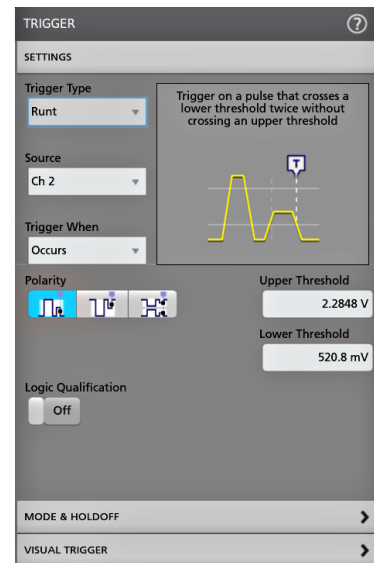 TRIGGER ?
SETTINGS
Trigger Type
Runt
Trigger on a pulse that crosses a
lower threshold twice without
crossing an upper threshold
T
Source
Ch 2
Trigger When
Occurs
Polarity
Upper Threshold
2.2848 V
Lower Threshold
520.8 mV
Logic Qualification
Off
MODE & HOLDOFF
VISUAL TRIGGER